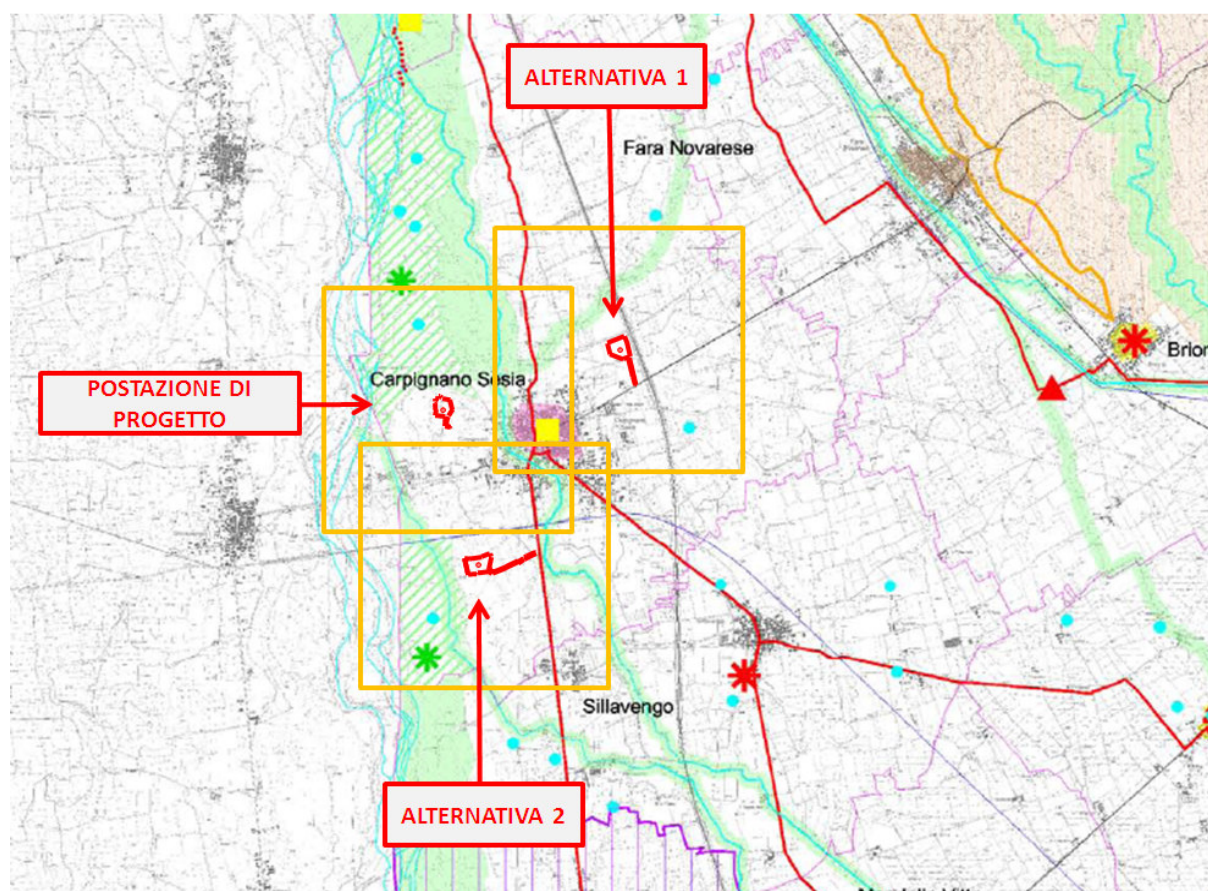 ALTERNATIVA 1
Fara Novarese
Brion
Carpignano Sesia
POSTAZIONE DI
PROGETTO
Sillavengo
ALTERNATIVA 2